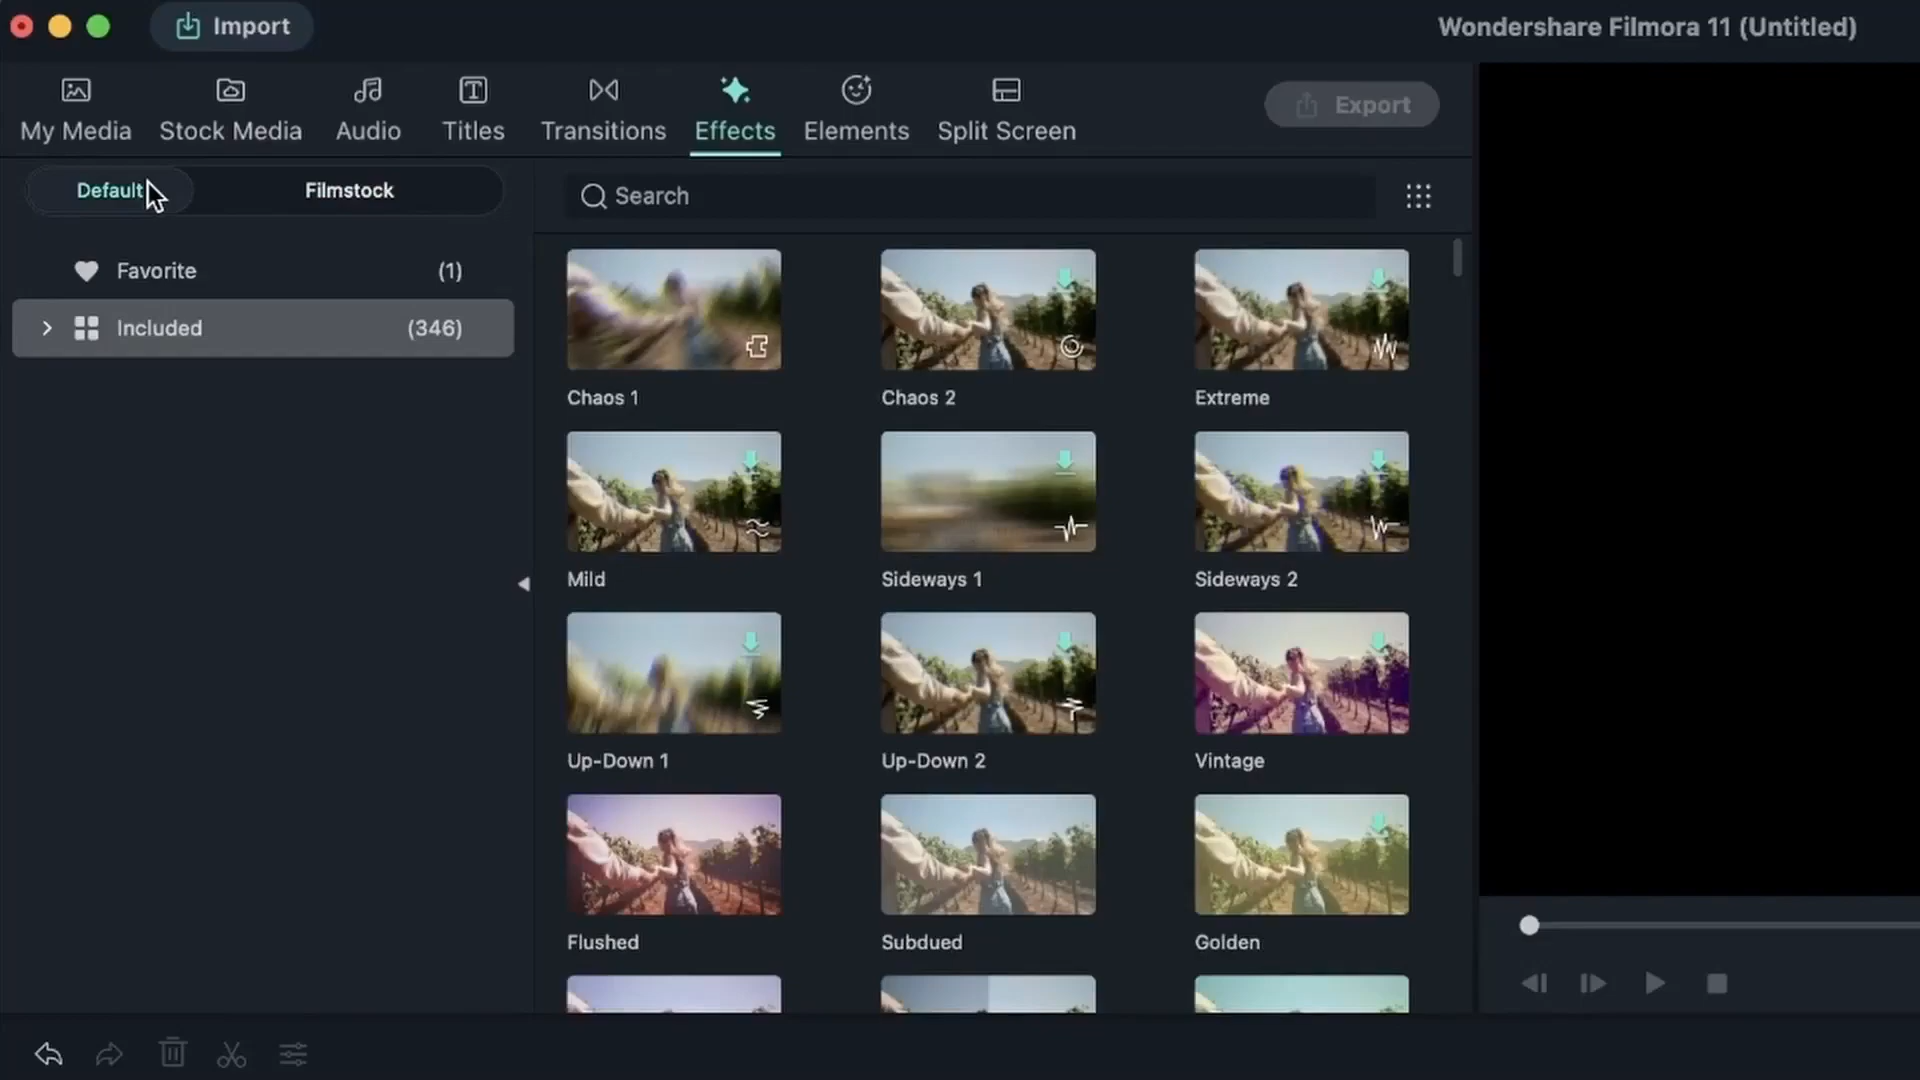 Import
Wondershare Filmora 11 (Untitled)
My Media
Stock Media
Audio
Titles
Transitions
Effects
Elements
Split Screen
Export
Default
Filmstock
Search
Favorite (1)
Included (346)
Chaos 1
Chaos 2
Extreme
Mild
Sideways 1
Sideways 2
Up-Down 1
Up-Down 2
Vintage
Flushed
Subdued
Golden